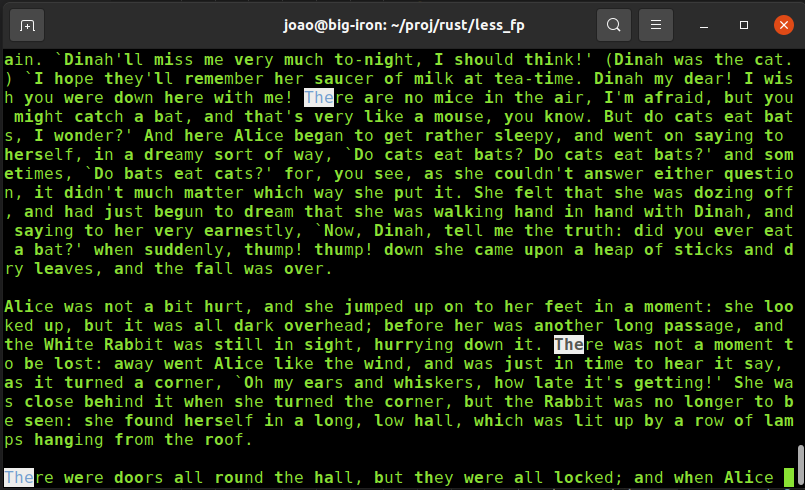 joao@big-iron: ~/proj/rust/less_fp
ain. `Dinah'll miss me very much to-night, I should think!' (Dinah was the cat.
) `I hope they'll remember her saucer of milk at tea-time. Dinah my dear! I wis
h you were down here with me! There are no mice in the air, I'm afraid, but you
 might catch a bat, and that's very like a mouse, you know. But do cats eat bat
s, I wonder?' And here Alice began to get rather sleepy, and went on saying to
herself, in a dreamy sort of way, `Do cats eat bats? Do cats eat bats?' and som
etimes, `Do bats eat cats?' for, you see, as she couldn't answer either questio
n, it didn't much matter which way she put it. She felt that she was dozing off
, and had just begun to dream that she was walking hand in hand with Dinah, and
 saying to her very earnestly, `Now, Dinah, tell me the truth: did you ever eat
 a bat?' when suddenly, thump! thump! down she came upon a heap of sticks and d
ry leaves, and the fall was over.

Alice was not a bit hurt, and she jumped up on to her feet in a moment: she loo
ked up, but it was all dark overhead; before her was another long passage, and
the White Rabbit was still in sight, hurrying down it. There was not a moment t
o be lost: away went Alice like the wind, and was just in time to hear it say,
as it turned a corner, `Oh my ears and whiskers, how late it's getting!' She wa
s close behind it when she turned the corner, but the Rabbit was no longer to b
e seen: she found herself in a long, low hall, which was lit up by a row of lam
ps hanging from the roof.

There were doors all round the hall, but they were all locked; and when Alice